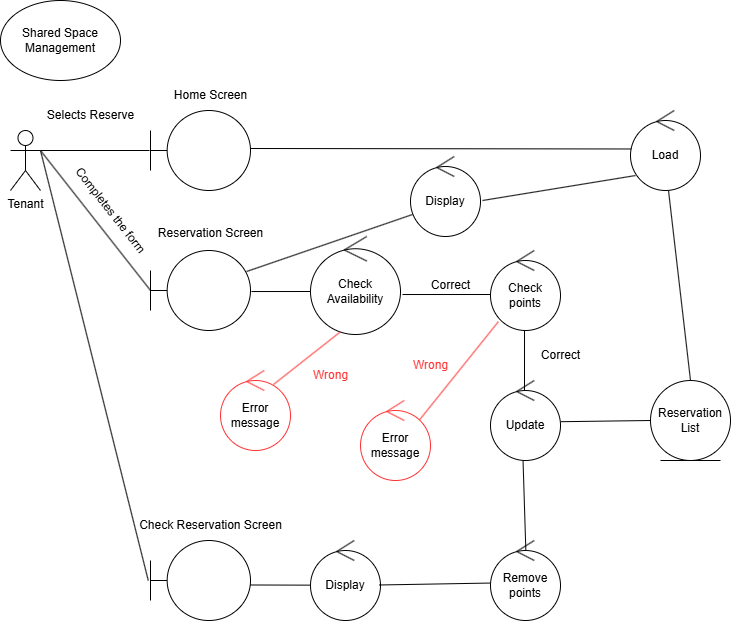 Shared Space
Management
Home Screen
Selects Reserve
Load
Display
Tenant
Completes the form
Reservation Screen
Check
Availability
Correct
Check
points
Correct
Wrong
Wrong
Error
message
Error
message
Update
Reservation
List
Check Reservation Screen
Display
Remove
points